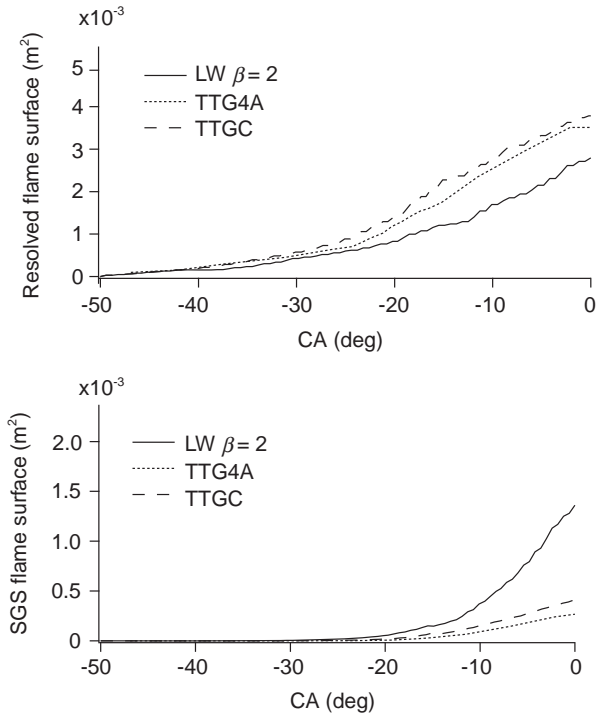 x10-3
Resolved flame surface (m2)
5
4
3
2
1
0
LW β = 2
TTG4A
TTGC
-50 -40 -30 -20 -10 0
CA (deg)
x10-3
SGS flame surface (m2)
2.0
1.5
1.0
0.5
0
LW β = 2
TTG4A
TTGC
-50 -40 -30 -20 -10 0
CA (deg)